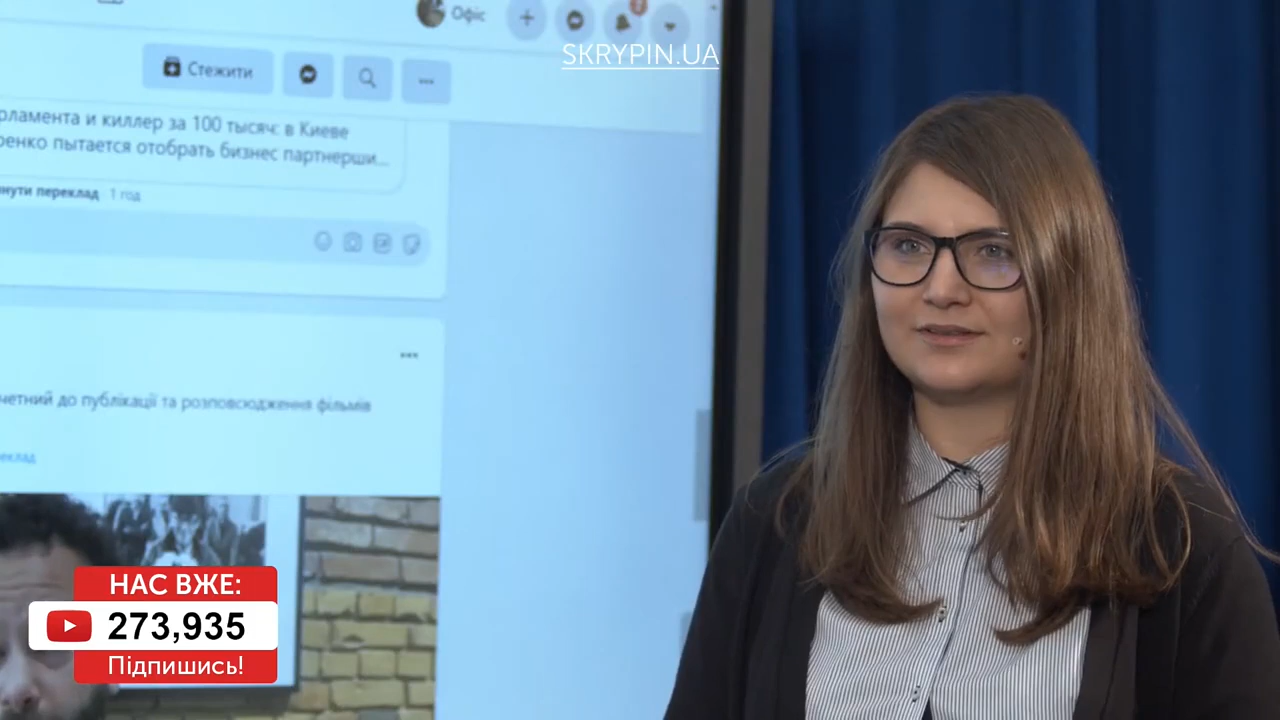 Офіс
SKRYPIN.UA
Стежити
рламента и киллер за 100 тысяч: в Киеве
ренко пытается отобрать бизнес партнерши...
нути переклад · 1 год
четний до публікації та розповсюдження фільмів
еклад
НАС ВЖЕ:
273,935
Підпишись!